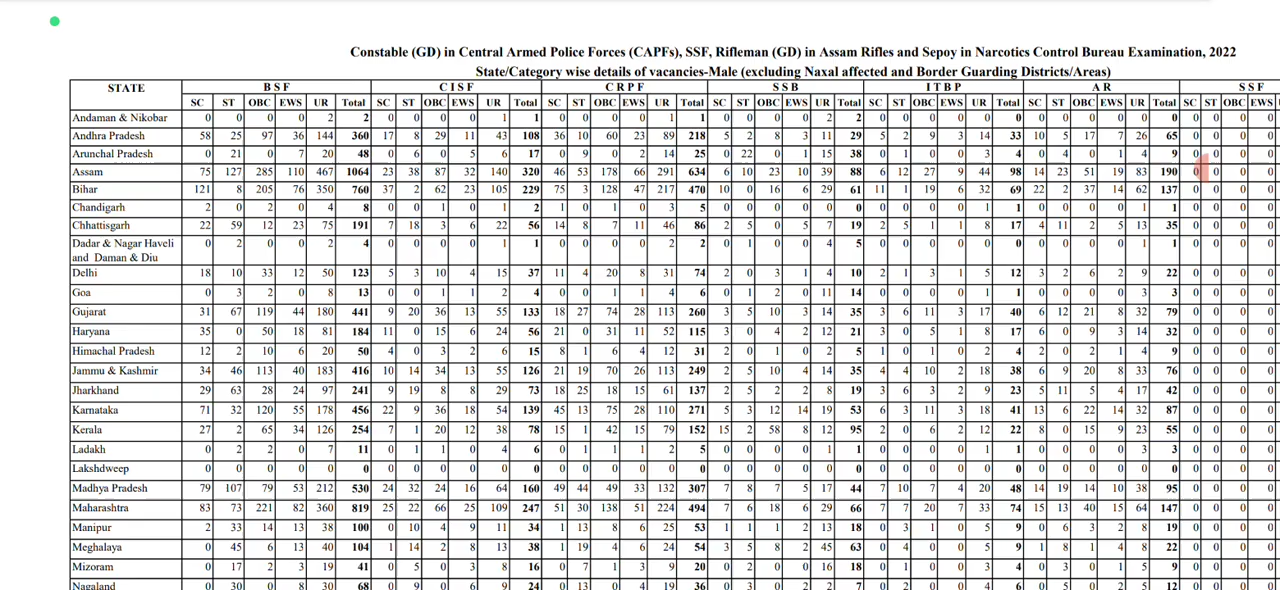 Constable (GD) in Central Armed Police Forces (CAPFs), SSF, Rifleman (GD) in Assam Rifles and Sepoy in Narcotics Control Bureau Examination, 2022
State/Category wise details of vacancies-Male (excluding Naxal affected and Border Guarding Districts/Areas)
STATE BSF CISF CRPF SSB ITBP AR SSF
SC ST OBC EWS UR Total SC ST OBC EWS UR Total SC ST OBC EWS UR Total SC ST OBC EWS UR Total SC ST OBC EWS UR Total SC ST OBC EWS UR Total SC ST OBC EWS
Andaman & Nikobar 0 0 0 0 2 2 0 0 0 0 1 1 0 0 0 0 1 1 0 0 0 0 2 2 0 0 0 0 0 0 0 0 0 0 0 0 0 0 0 0
Andhra Pradesh 58 25 97 36 144 360 17 8 29 11 43 108 36 10 60 23 89 218 5 2 8 3 11 29 5 2 9 3 14 33 10 5 17 7 26 65 0 0 0 0
Arunchal Pradesh 0 21 0 7 20 48 0 6 0 5 6 17 0 9 0 2 14 25 0 22 0 1 15 38 0 1 0 0 3 4 0 4 0 1 4 9 0 0 0 0
Assam 75 127 285 110 467 1064 23 38 87 32 140 320 46 53 178 66 291 634 6 10 23 10 39 88 6 12 27 9 44 98 14 23 51 19 83 190 0 0 0 0
Bihar 121 8 205 76 350 760 37 2 62 23 105 229 75 3 128 47 217 470 10 0 16 6 29 61 11 1 19 6 32 69 22 2 37 14 62 137 0 0 0 0
Chandigarh 2 0 2 0 4 8 0 0 1 0 1 2 1 0 1 0 3 5 0 0 0 0 0 0 0 0 0 0 1 1 0 0 0 0 1 1 0 0 0 0
Chhattisgarh 22 59 12 23 75 191 7 18 3 6 22 56 14 8 7 11 46 86 2 5 0 5 7 19 2 5 1 1 8 17 4 11 2 5 13 35 0 0 0 0
Dadar & Nagar Haveli and Daman & Diu 0 2 0 0 2 4 0 0 0 0 1 1 0 0 0 0 2 2 0 1 0 0 4 5 0 0 0 0 0 0 0 0 0 0 1 1 0 0 0 0
Delhi 18 10 33 12 50 123 5 3 10 4 15 37 11 4 20 8 31 74 2 0 3 1 4 10 2 1 3 1 5 12 3 2 6 2 9 22 0 0 0 0
Goa 0 3 2 0 8 13 0 0 1 1 2 4 0 0 1 1 4 6 0 1 2 0 11 14 0 0 0 0 1 1 0 0 0 0 3 3 0 0 0 0
Gujarat 31 67 119 44 180 441 9 20 36 13 55 133 18 27 74 28 113 260 3 5 10 3 14 35 3 6 11 3 17 40 6 12 21 8 32 79 0 0 0 0
Haryana 35 0 50 18 81 184 11 0 15 6 24 56 21 0 31 11 52 115 3 0 4 2 12 21 3 0 5 1 8 17 6 0 9 3 14 32 0 0 0 0
Himachal Pradesh 12 2 10 6 20 50 4 0 3 2 6 15 8 1 6 4 12 31 2 0 1 0 2 5 1 0 1 0 2 4 2 0 2 1 4 9 0 0 0 0
Jammu & Kashmir 34 46 113 40 183 416 10 14 34 13 55 126 21 19 70 26 113 249 2 5 10 4 14 35 4 4 10 2 18 38 6 9 20 8 33 76 0 0 0 0
Jharkhand 29 63 28 24 97 241 9 19 8 8 29 73 18 25 18 15 61 137 2 5 2 2 8 19 3 6 3 2 9 23 5 11 5 4 17 42 0 0 0 0
Karnataka 71 32 120 55 178 456 22 9 36 18 54 139 45 13 75 28 110 271 5 3 12 14 19 53 6 3 11 3 18 41 13 6 22 14 32 87 0 0 0 0
Kerala 27 2 65 34 126 254 7 1 20 12 38 78 15 1 42 15 79 152 15 2 58 8 12 95 2 0 6 2 12 22 8 0 15 9 23 55 0 0 0 0
Ladakh 0 2 2 0 7 11 0 1 1 0 4 6 0 1 1 1 2 5 0 0 0 0 1 1 0 0 0 0 1 1 0 0 0 0 3 3 0 0 0 0
Lakshdweep 0 0 0 0 0 0 0 0 0 0 0 0 0 0 0 0 0 0 0 0 0 0 0 0 0 0 0 0 0 0 0 0 0 0 0 0 0 0 0 0
Madhya Pradesh 79 107 79 53 212 530 24 32 24 16 64 160 49 44 49 33 132 307 7 8 7 5 17 44 7 10 7 4 20 48 14 19 14 10 38 95 0 0 0 0
Maharashtra 83 73 221 82 360 819 25 22 66 25 109 247 51 30 138 51 224 494 7 6 18 6 29 66 7 7 20 7 33 74 15 13 40 15 64 147 0 0 0 0
Manipur 2 33 14 13 38 100 0 10 4 9 11 34 1 13 8 6 25 53 1 1 1 2 13 18 0 3 1 0 5 9 0 6 3 2 8 19 0 0 0 0
Meghalaya 0 45 6 13 40 104 1 14 2 8 13 38 1 19 4 6 24 54 3 5 8 2 45 63 0 4 0 0 5 9 1 8 1 4 8 22 0 0 0 0
Mizoram 0 17 2 3 19 41 0 5 0 3 8 16 0 7 1 3 9 20 0 2 0 0 16 18 0 1 0 0 3 4 0 3 0 1 5 9 0 0 0 0
Nagaland 0 30 0 8 30 68 0 9 0 6 9 24 0 13 0 4 19 36 0 3 0 2 2 7 0 2 0 0 4 6 0 5 0 2 5 12 0 0 0 0